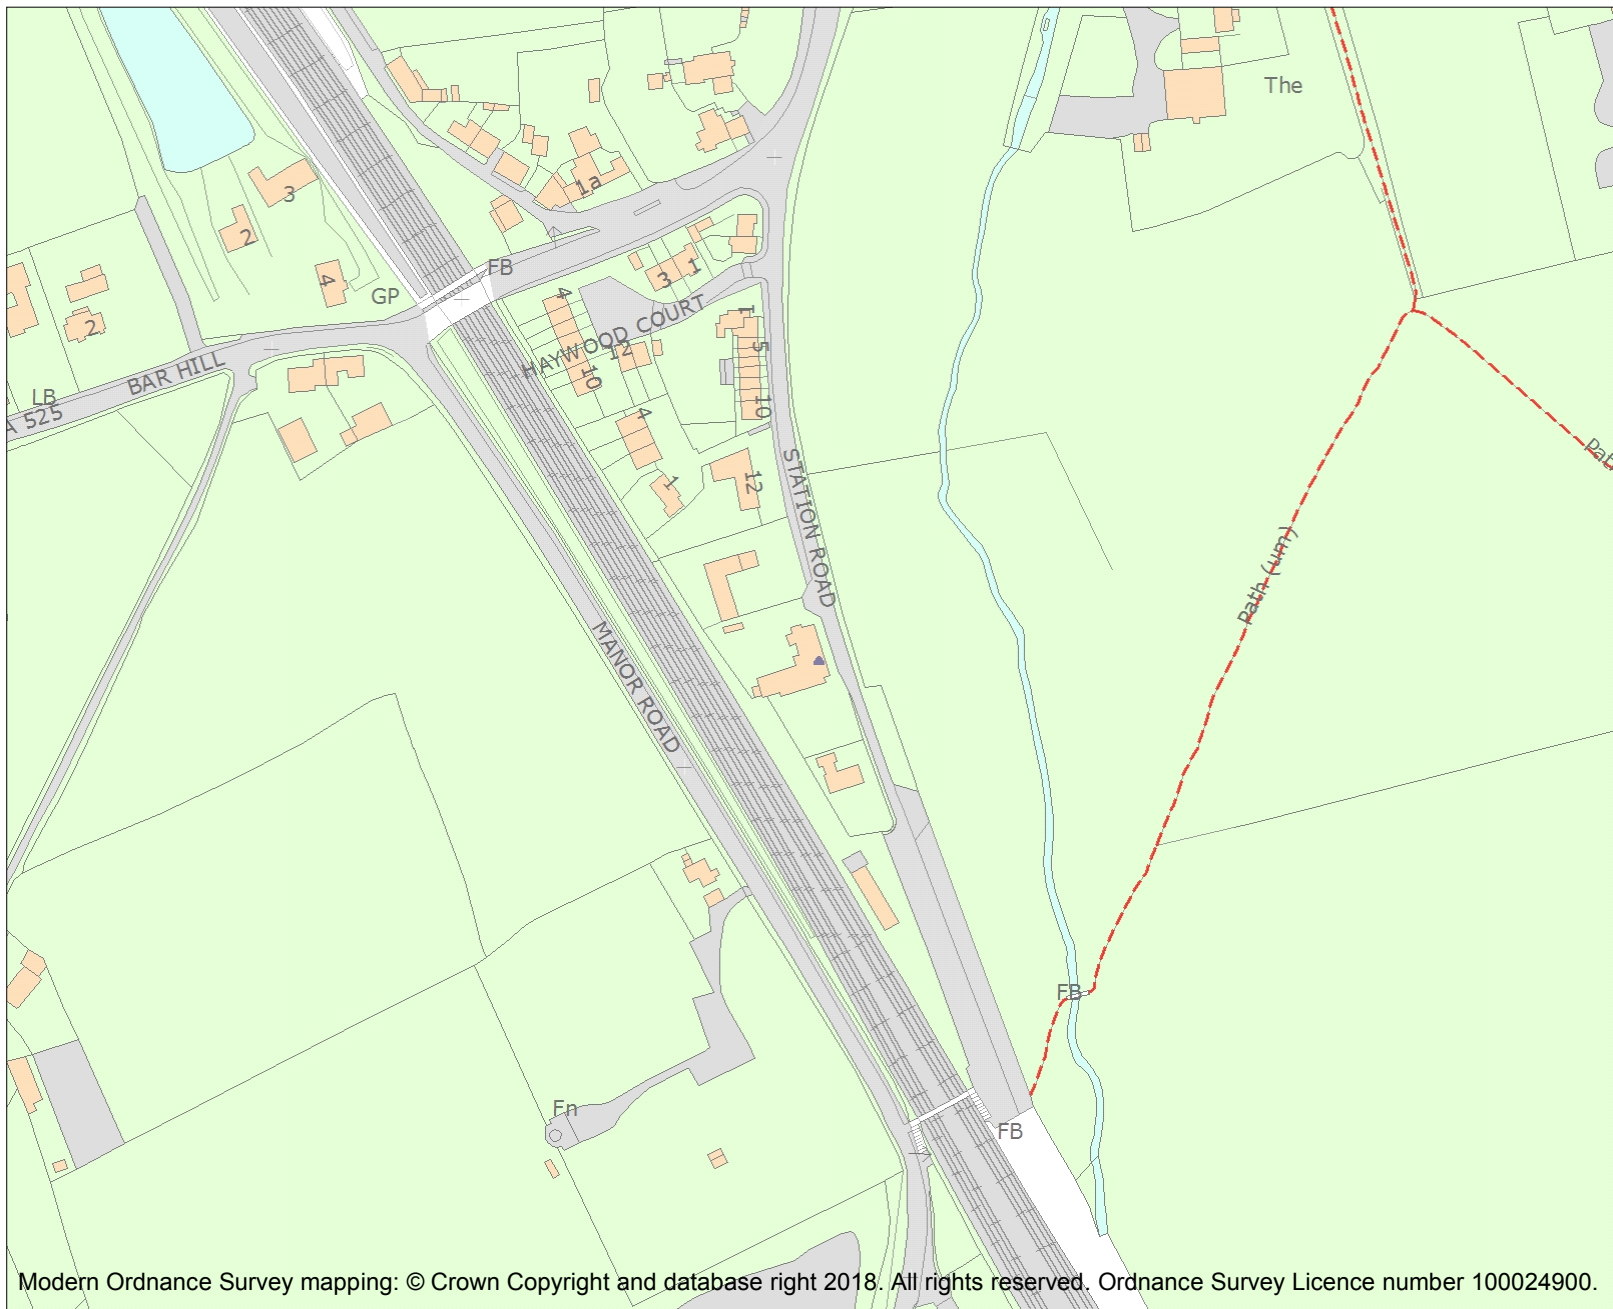 The
1a
3
2
4
GP
FB
3
1
4
HAYWOOD COURT
12
10
1
5
10
2
BAR HILL
LB
A 525
4
1
12
STATION ROAD
Path (um)
MANOR ROAD
FB
Fn
FB
Modern Ordnance Survey mapping: © Crown Copyright and database right 2018. All rights reserved. Ordnance Survey Licence number 100024900.